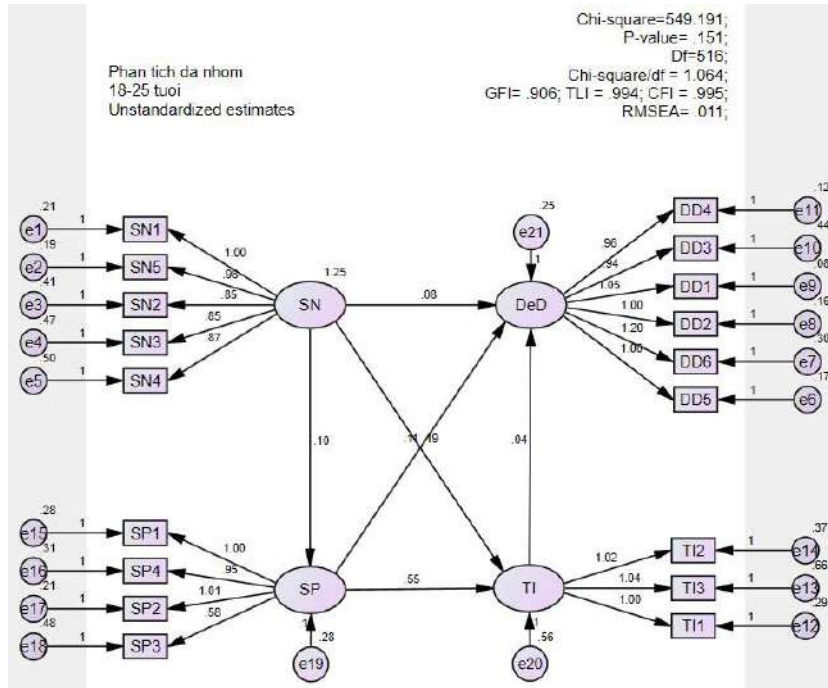 Chi-square=549.191;
P-value= .151;
Df=516;
Chi-square/df = 1.064;
GFI= .906; TLI = .994; CFI = .995;
RMSEA= .011;
Phan tich da nhom
18-25 tuoi
Unstandardized estimates
.21
e1 1 SN1
.19
e2 1 SN5
.41
e3 1 SN2
.47
e4 1 SN3
.50
e5 1 SN4
1.00
.98
.85
.85
.87
1.25
SN
.08
.25
e21
1
DeD
.96
.94
1.05
1.00
1.20
1.00
.12
DD4 1 e11
.44
DD3 1 e10
.08
DD1 1 e9
.16
DD2 1 e8
.30
DD6 1 e7
.17
DD5 1 e6
.10
.11
.19
.04
.28
e15 1 SP1
.31
e16 1 SP4
.21
e17 1 SP2
.48
e18 1 SP3
1.00
.95
1.01
.58
SP
1
.28
e19
.55
TI
1
.56
e20
1.02
1.04
1.00
.37
TI2 1 e14
.66
TI3 1 e13
.29
TI1 1 e12